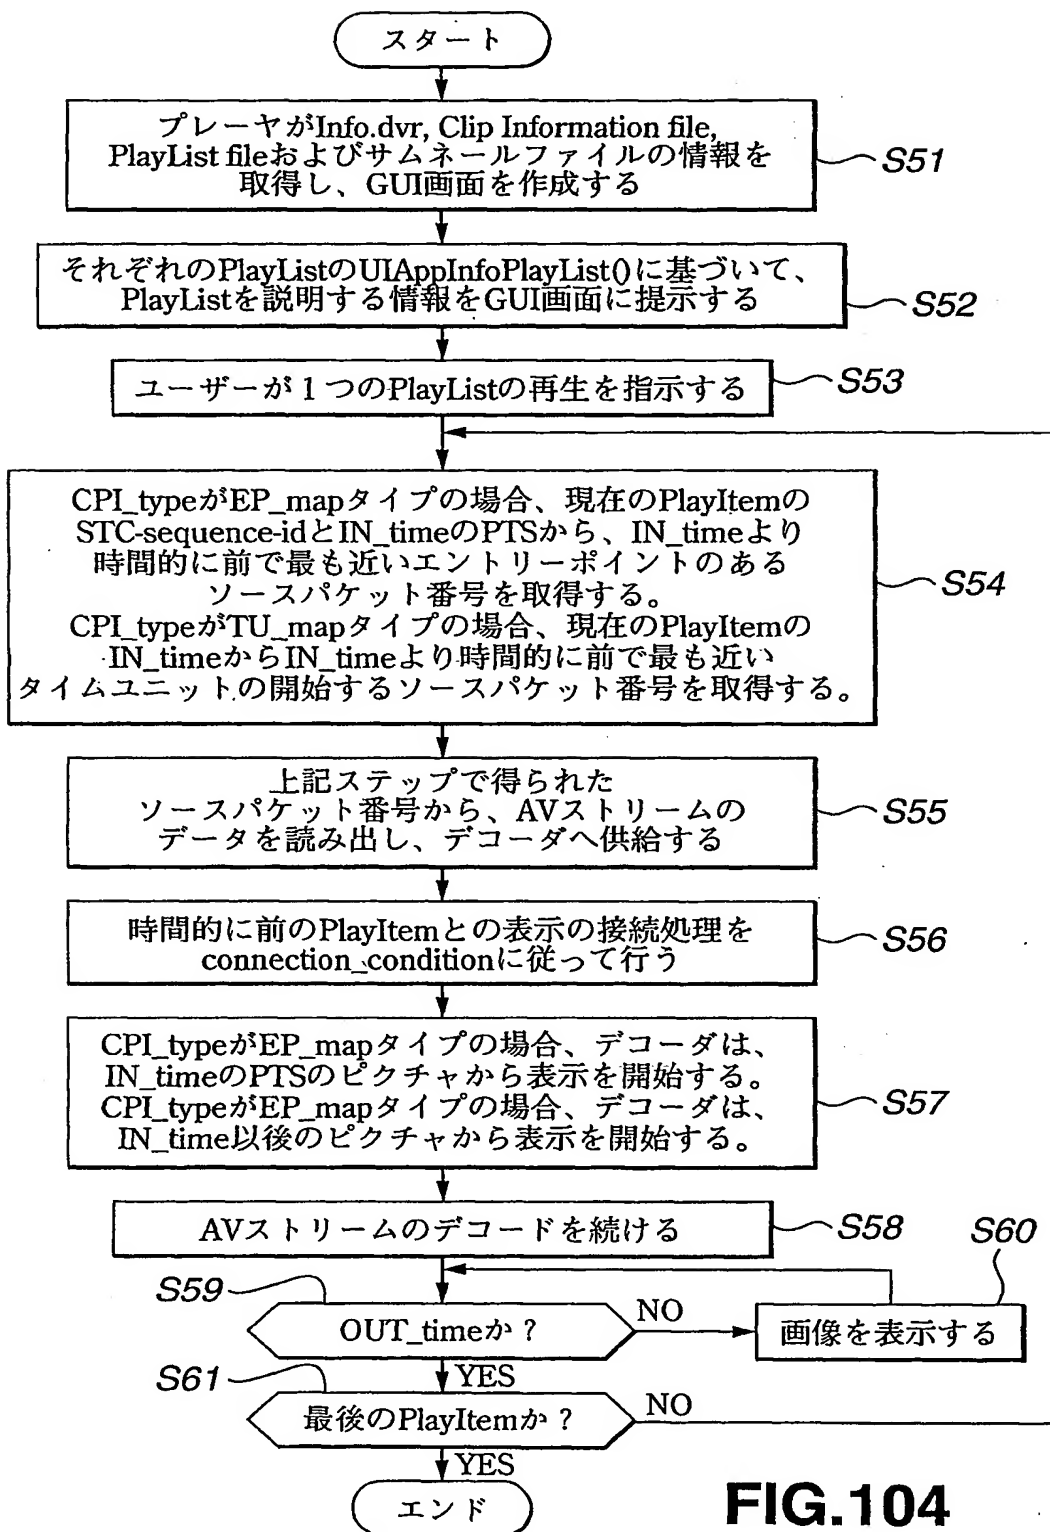 スタート
プレーヤがInfo.dvr, Clip Information file,
PlayList fileおよびサムネールファイルの情報を
取得し、GUI画面を作成する
S51
それぞれのPlayListのUIAppInfoPlayList()に基づいて、
PlayListを説明する情報をGUI画面に提示する
S52
ユーザーが1つのPlayListの再生を指示する
S53
CPI_typeがEP_mapタイプの場合、現在のPlayItemの
STC-sequence-idとIN_timeのPTSから、IN_timeより
時間的に前で最も近いエントリーポイントのある
ソースパケット番号を取得する。
CPI_typeがTU_mapタイプの場合、現在のPlayItemの
IN_timeからIN_timeより時間的に前で最も近い
タイムユニットの開始するソースパケット番号を取得する。
S54
上記ステップで得られた
ソースパケット番号から、AVストリームの
データを読み出し、デコーダへ供給する
S55
時間的に前のPlayItemとの表示の接続処理を
connection_conditionに従って行う
S56
CPI_typeがEP_mapタイプの場合、デコーダは、
IN_timeのPTSのピクチャから表示を開始する。
CPI_typeがEP_mapタイプの場合、デコーダは、
IN_time以後のピクチャから表示を開始する。
S57
AVストリームのデコードを続ける
S58
S59
OUT_timeか?
NO
S60
画像を表示する
YES
S61
最後のPlayItemか?
NO
YES
エンド
FIG.104